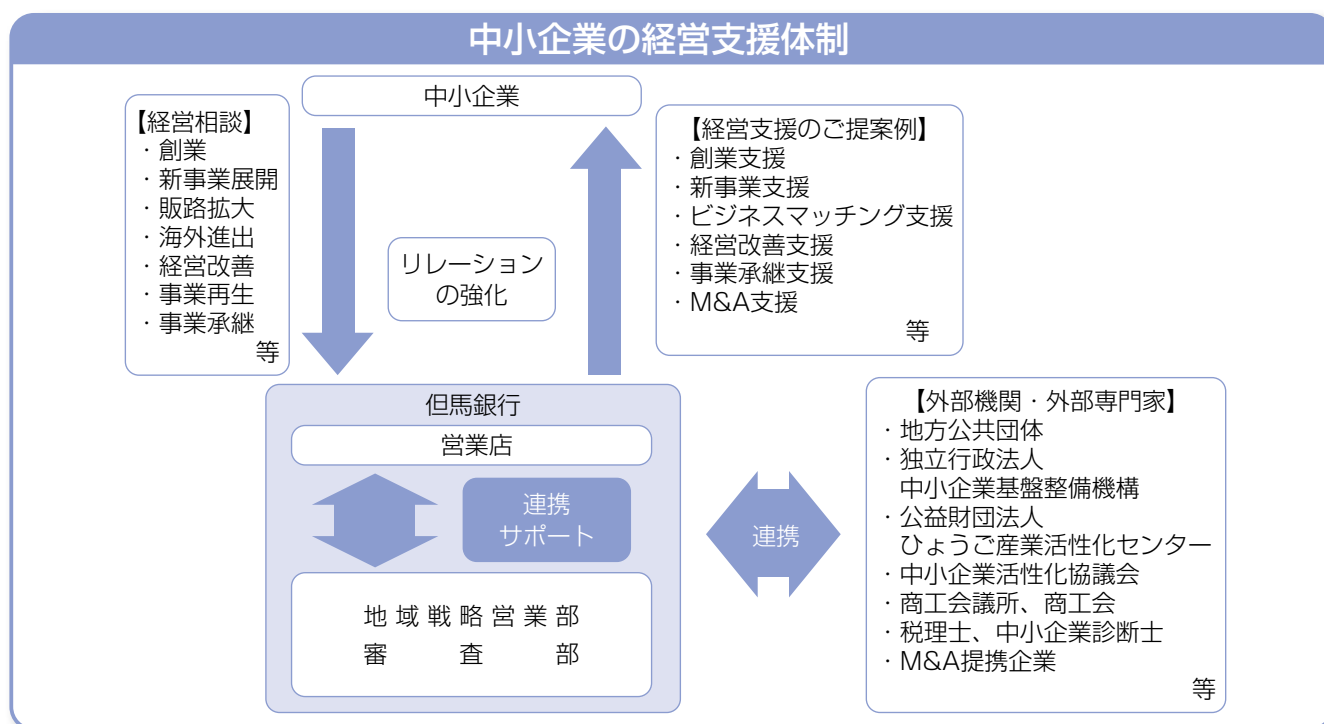 中小企業の経営支援体制
中小企業
【経営相談】
・創業
・新事業展開
・販路拡大
・海外進出
・経営改善
・事業再生
・事業承継
等
リレーション
の強化
【経営支援のご提案例】
・創業支援
・新事業支援
・ビジネスマッチング支援
・経営改善支援
・事業承継支援
・M&A支援
等
但馬銀行
営業店
連携
サポート
地域戦略営業部
審査部
連携
【外部機関・外部専門家】
・地方公共団体
・独立行政法人
中小企業基盤整備機構
・公益財団法人
ひょうご産業活性化センター
・中小企業活性化協議会
・商工会議所、商工会
・税理士、中小企業診断士
・M&A提携企業
等